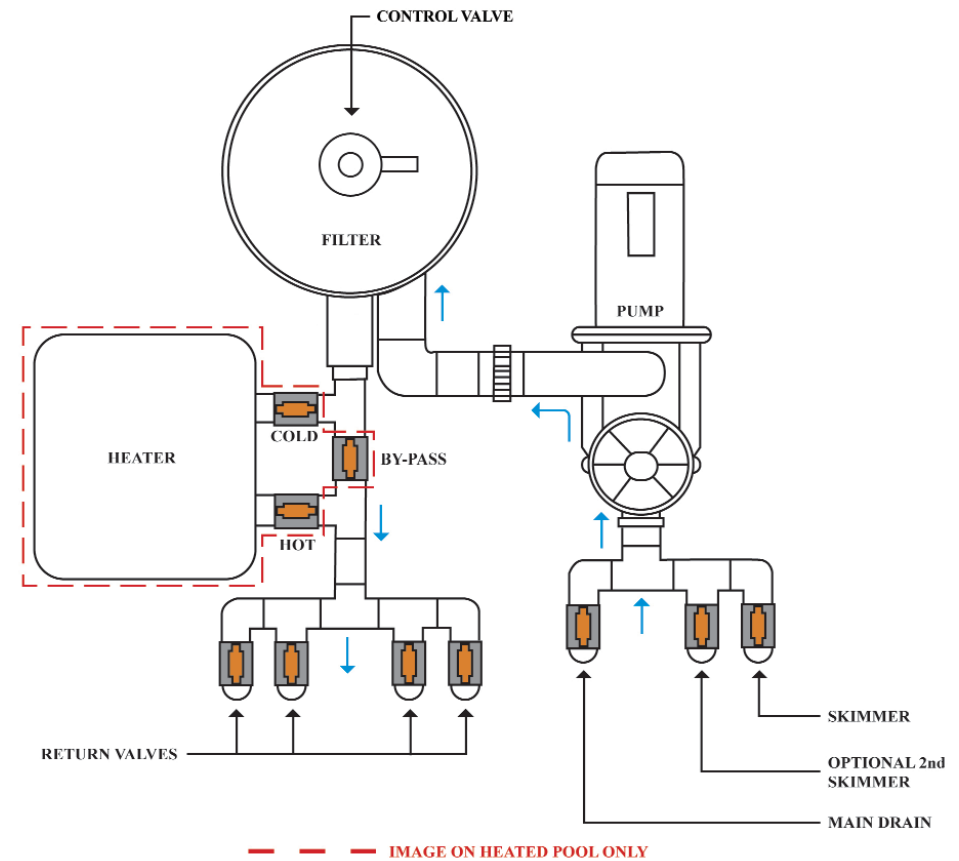 CONTROL VALVE
FILTER
PUMP
COLD
HEATER
BY-PASS
HOT
SKIMMER
RETURN VALVES
OPTIONAL 2nd
SKIMMER
MAIN DRAIN
IMAGE ON HEATED POOL ONLY